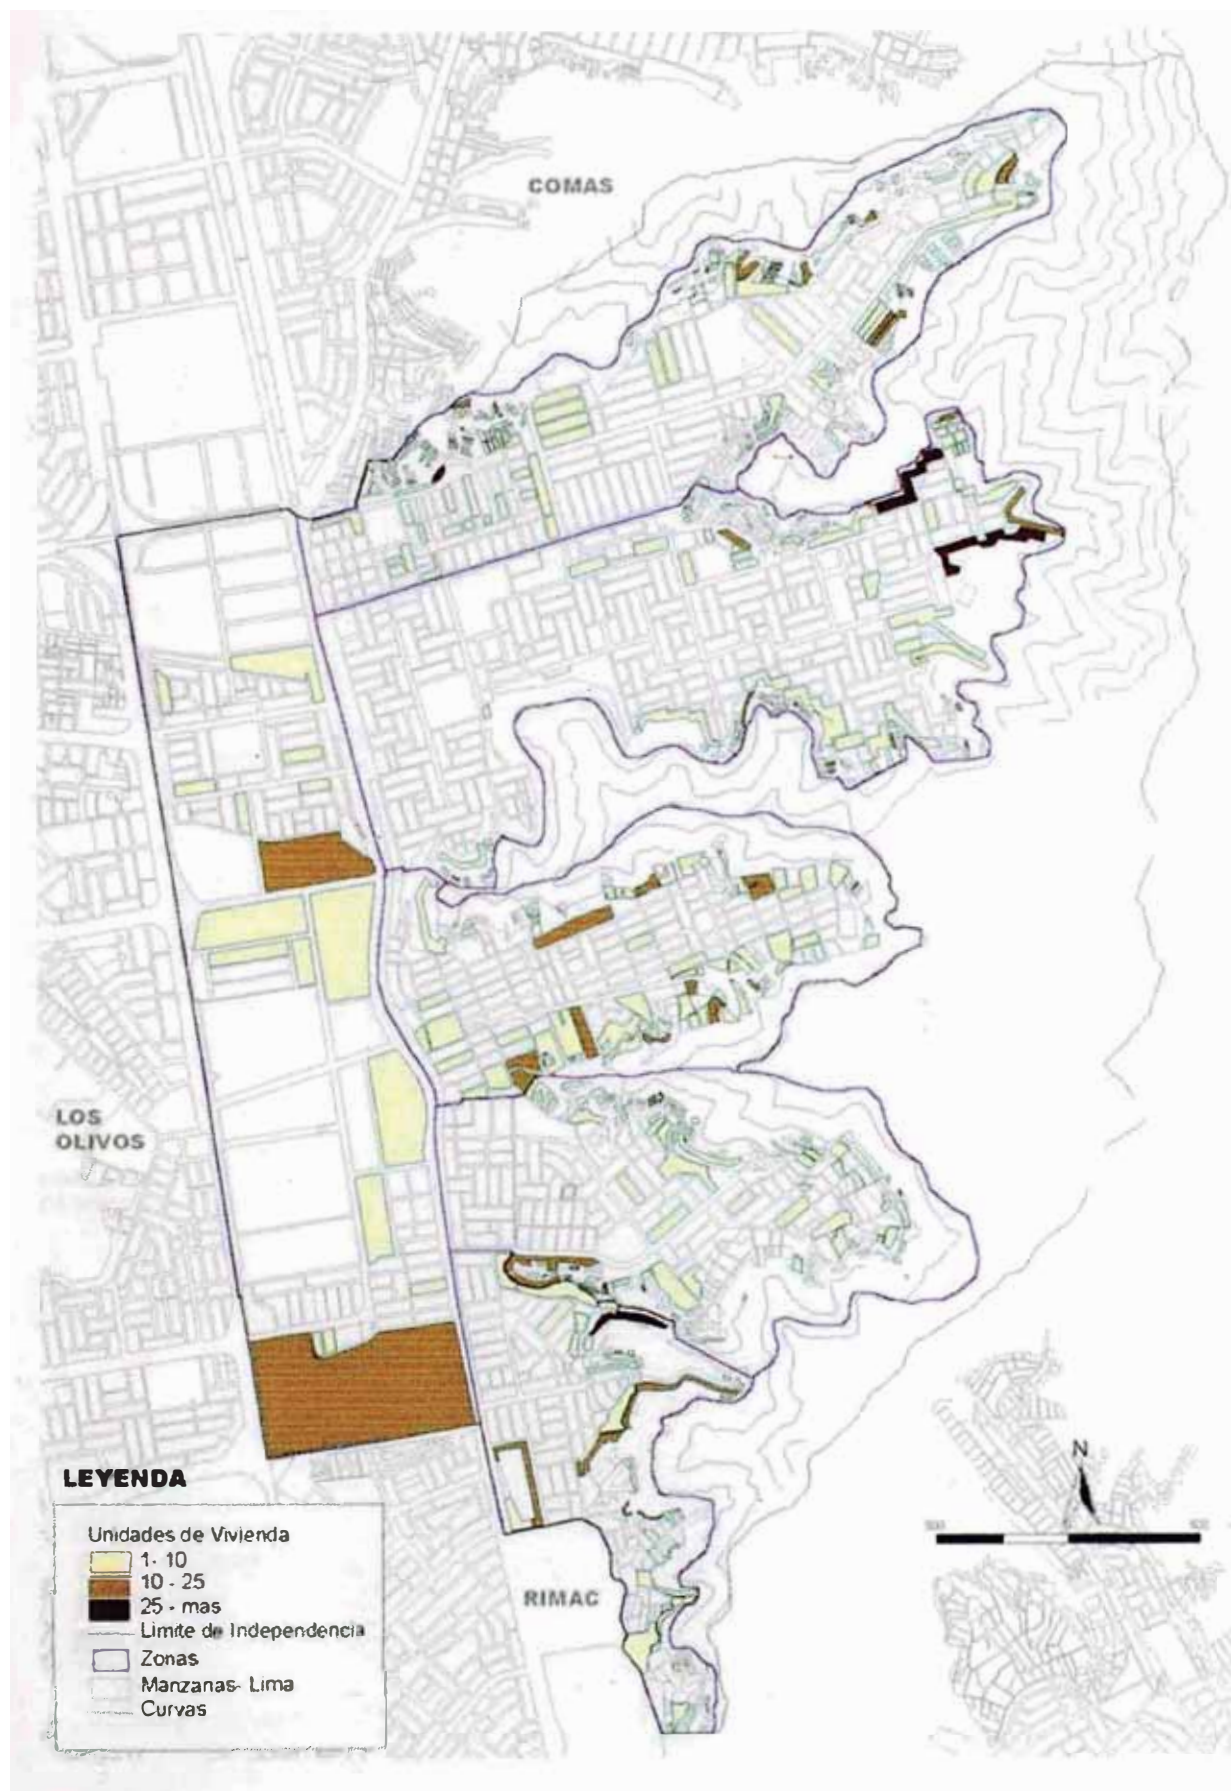 COMAS
LOS
OLIVOS
LEYENDA
Unidades de Vivienda
1- 10
10 - 25
25 - mas
Limite de Independencia
Zonas
Manzanas- Lima
Curvas
RIMAC
N